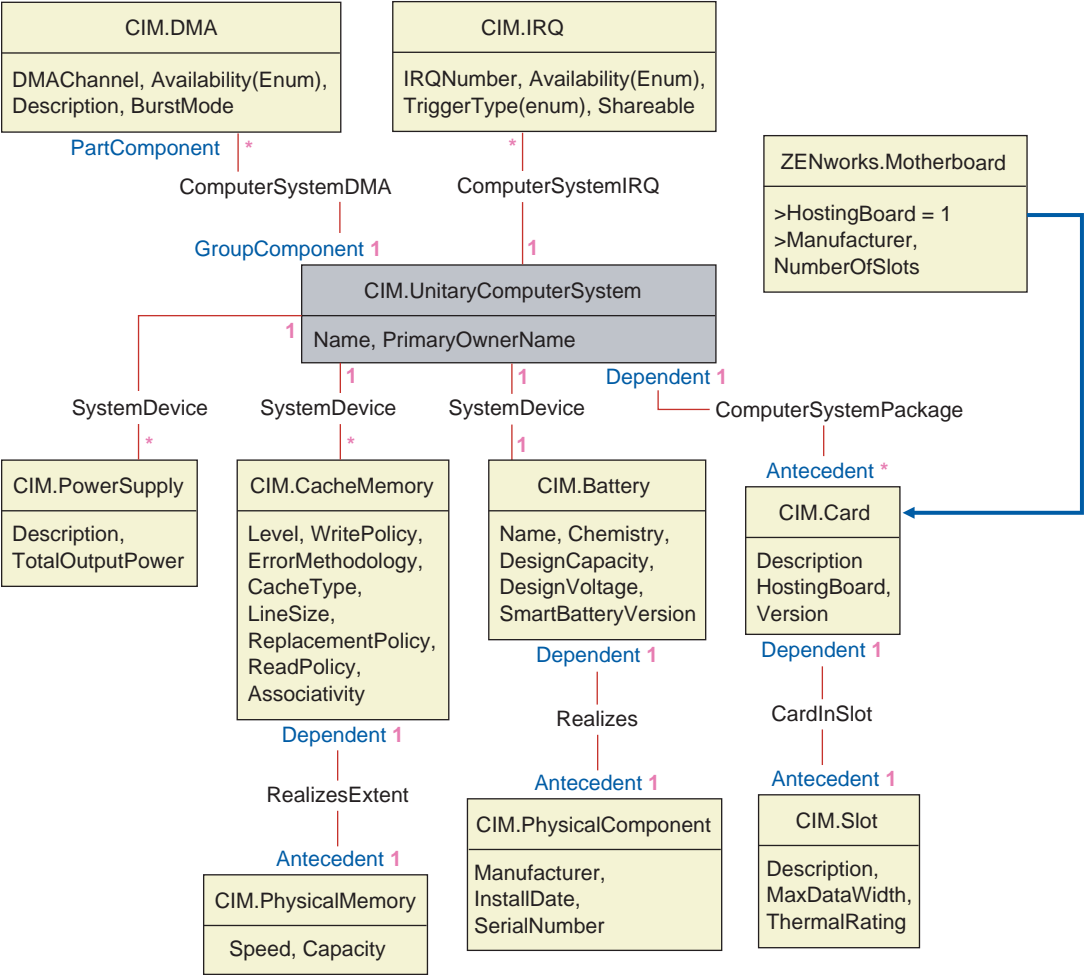 CIM.DMA
DMAChannel, Availability(Enum),
Description, BurstMode
CIM.IRQ
IRQNumber, Availability(Enum),
TriggerType(enum), Shareable
PartComponent *
*
ComputerSystemDMA
ComputerSystemIRQ
GroupComponent 1
1
ZENworks.Motherboard
>HostingBoard = 1
>Manufacturer,
NumberOfSlots
CIM.UnitaryComputerSystem
Name, PrimaryOwnerName
1
1
1
Dependent 1
SystemDevice
SystemDevice
SystemDevice
ComputerSystemPackage
*
*
1
Antecedent *
CIM.PowerSupply
Description,
TotalOutputPower
CIM.CacheMemory
Level, WritePolicy,
ErrorMethodology,
CacheType,
LineSize,
ReplacementPolicy,
ReadPolicy,
Associativity
CIM.Battery
Name, Chemistry,
DesignCapacity,
DesignVoltage,
SmartBatteryVersion
CIM.Card
Description
HostingBoard,
Version
Dependent 1
RealizesExtent
Antecedent 1
Dependent 1
Realizes
Antecedent 1
Dependent 1
CardInSlot
Antecedent 1
CIM.PhysicalMemory
Speed, Capacity
CIM.PhysicalComponent
Manufacturer,
InstallDate,
SerialNumber
CIM.Slot
Description,
MaxDataWidth,
ThermalRating